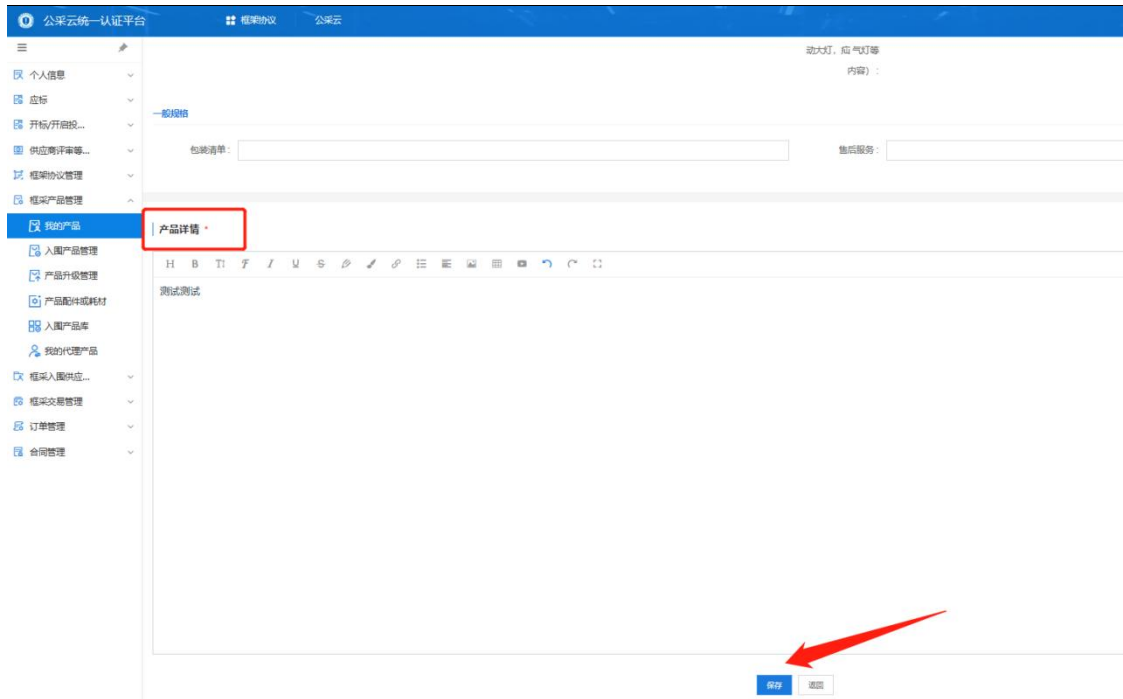 公采云统一认证平台 框架协议 公采云
个人信息
应标
开标/开启投...
供应商评审等...
框架协议管理
框采产品管理
我的产品
入围产品管理
产品升级管理
产品配件或耗材
入围产品库
我的代理产品
框采入围供应...
框采交易管理
订单管理
合同管理
动大灯, 氙气灯等
内容) :
一般规格
包装清单 :
售后服务 :
产品详情 *
H B TI F I U S
测试测试
保存 返回